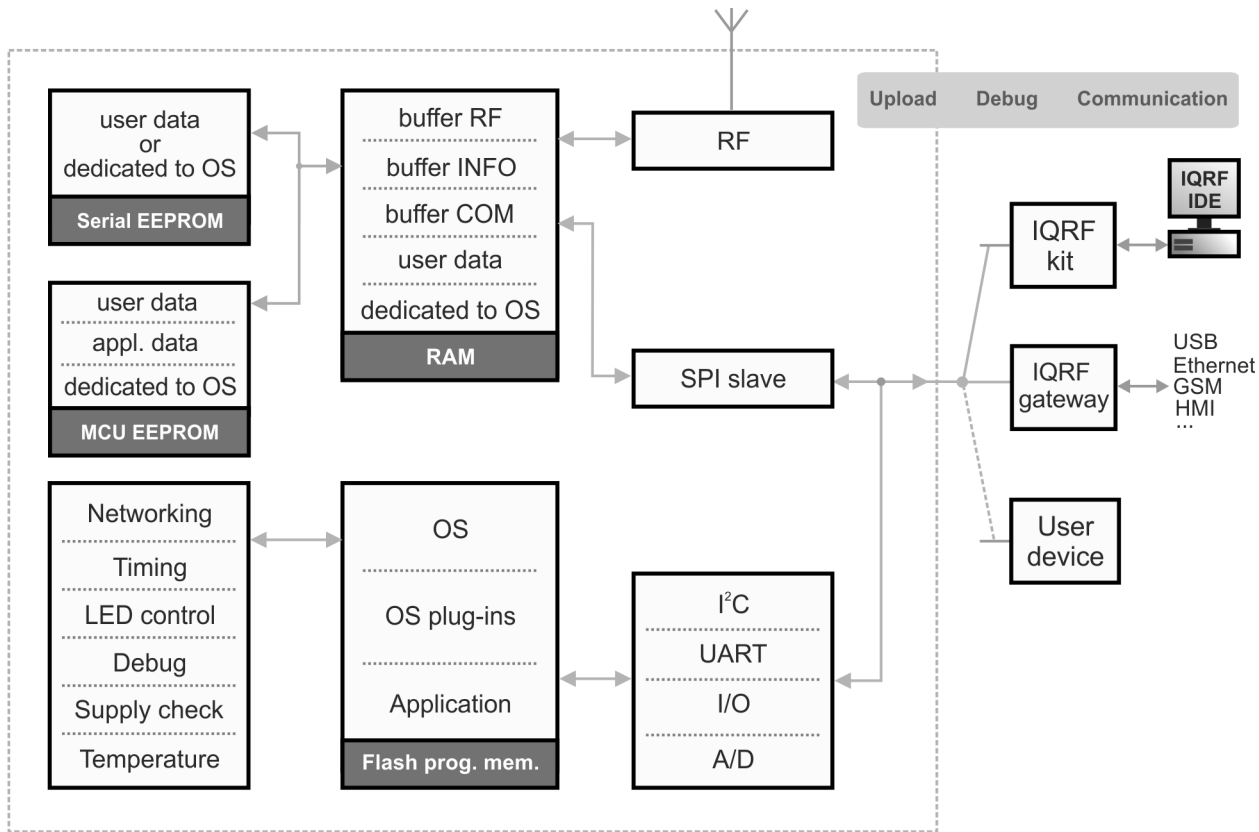 Upload Debug Communication
user data
or
dedicated to OS
Serial EEPROM
user data
appl. data
dedicated to OS
MCU EEPROM
buffer RF
buffer INFO
buffer COM
user data
dedicated to OS
RAM
RF
SPI slave
IQRF
kit
IQRF
IDE
IQRF
gateway
USB
Ethernet
GSM
HMI
...
User
device
Networking
Timing
LED control
Debug
Supply check
Temperature
OS
OS plug-ins
Application
Flash prog. mem.
I²C
UART
I/O
A/D